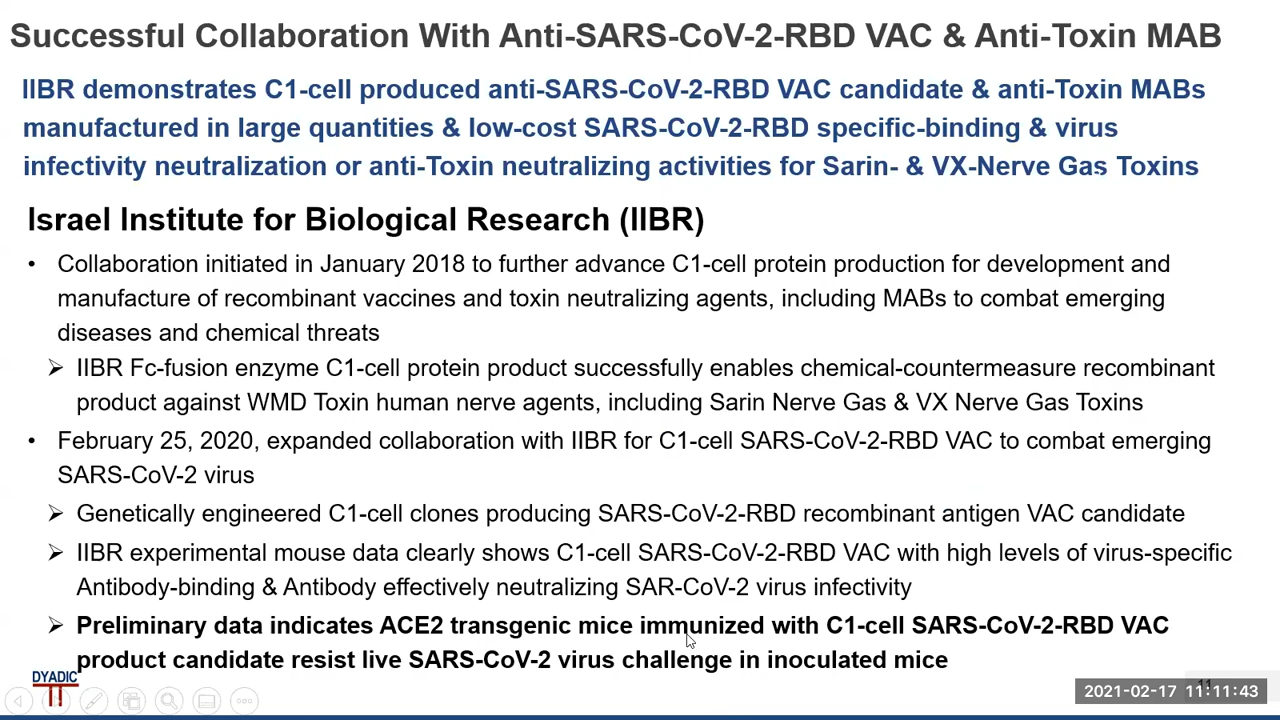 Successful Collaboration With Anti-SARS-CoV-2-RBD VAC & Anti-Toxin MAB
IIBR demonstrates C1-cell produced anti-SARS-CoV-2-RBD VAC candidate & anti-Toxin MABs
manufactured in large quantities & low-cost SARS-CoV-2-RBD specific-binding & virus
infectivity neutralization or anti-Toxin neutralizing activities for Sarin- & VX-Nerve Gas Toxins
Israel Institute for Biological Research (IIBR)
• Collaboration initiated in January 2018 to further advance C1-cell protein production for development and
manufacture of recombinant vaccines and toxin neutralizing agents, including MABs to combat emerging
diseases and chemical threats
➢ IIBR Fc-fusion enzyme C1-cell protein product successfully enables chemical-countermeasure recombinant
product against WMD Toxin human nerve agents, including Sarin Nerve Gas & VX Nerve Gas Toxins
• February 25, 2020, expanded collaboration with IIBR for C1-cell SARS-CoV-2-RBD VAC to combat emerging
SARS-CoV-2 virus
➢ Genetically engineered C1-cell clones producing SARS-CoV-2-RBD recombinant antigen VAC candidate
➢ IIBR experimental mouse data clearly shows C1-cell SARS-CoV-2-RBD VAC with high levels of virus-specific
Antibody-binding & Antibody effectively neutralizing SAR-CoV-2 virus infectivity
➢ Preliminary data indicates ACE2 transgenic mice immunized with C1-cell SARS-CoV-2-RBD VAC
product candidate resist live SARS-CoV-2 virus challenge in inoculated mice
DYADIC
11
2021-02-17 11:11:43